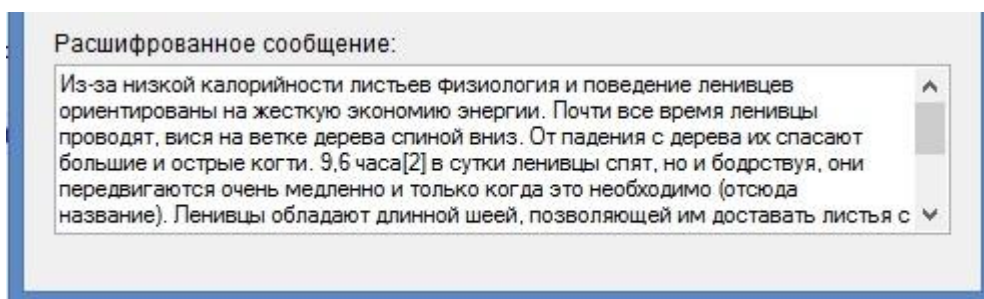 Расшифрованное сообщение:
Из-за низкой калорийности листьев физиология и поведение ленивцев
ориентированы на жесткую экономию энергии. Почти все время ленивцы
проводят, вися на ветке дерева спиной вниз. От падения с дерева их спасают
большие и острые когти. 9,6 часа[2] в сутки ленивцы спят, но и бодрствуя, они
передвигаются очень медленно и только когда это необходимо (отсюда
название). Ленивцы обладают длинной шеей, позволяющей им доставать листья с